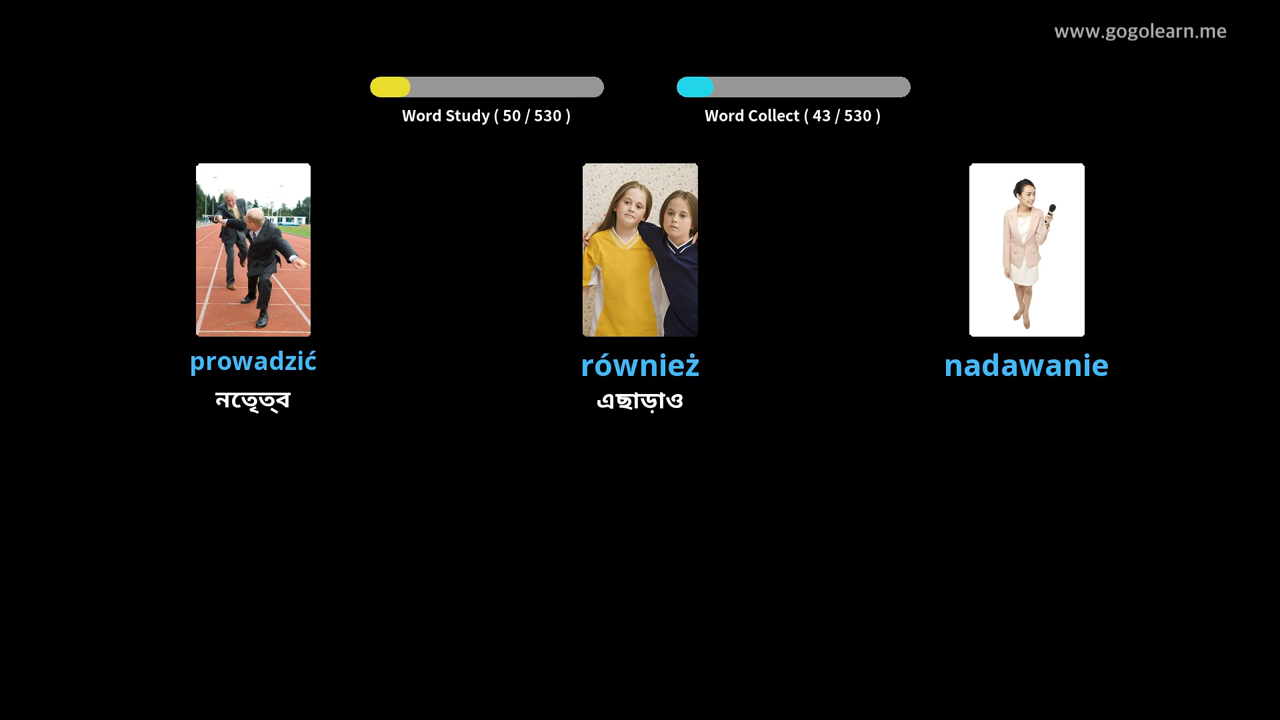 www.gogolearn.me
Word Study ( 50 / 530 )
Word Collect ( 43 / 530 )
prowadzić
również
nadawanie
নেতৃত্ব
এছাড়াও